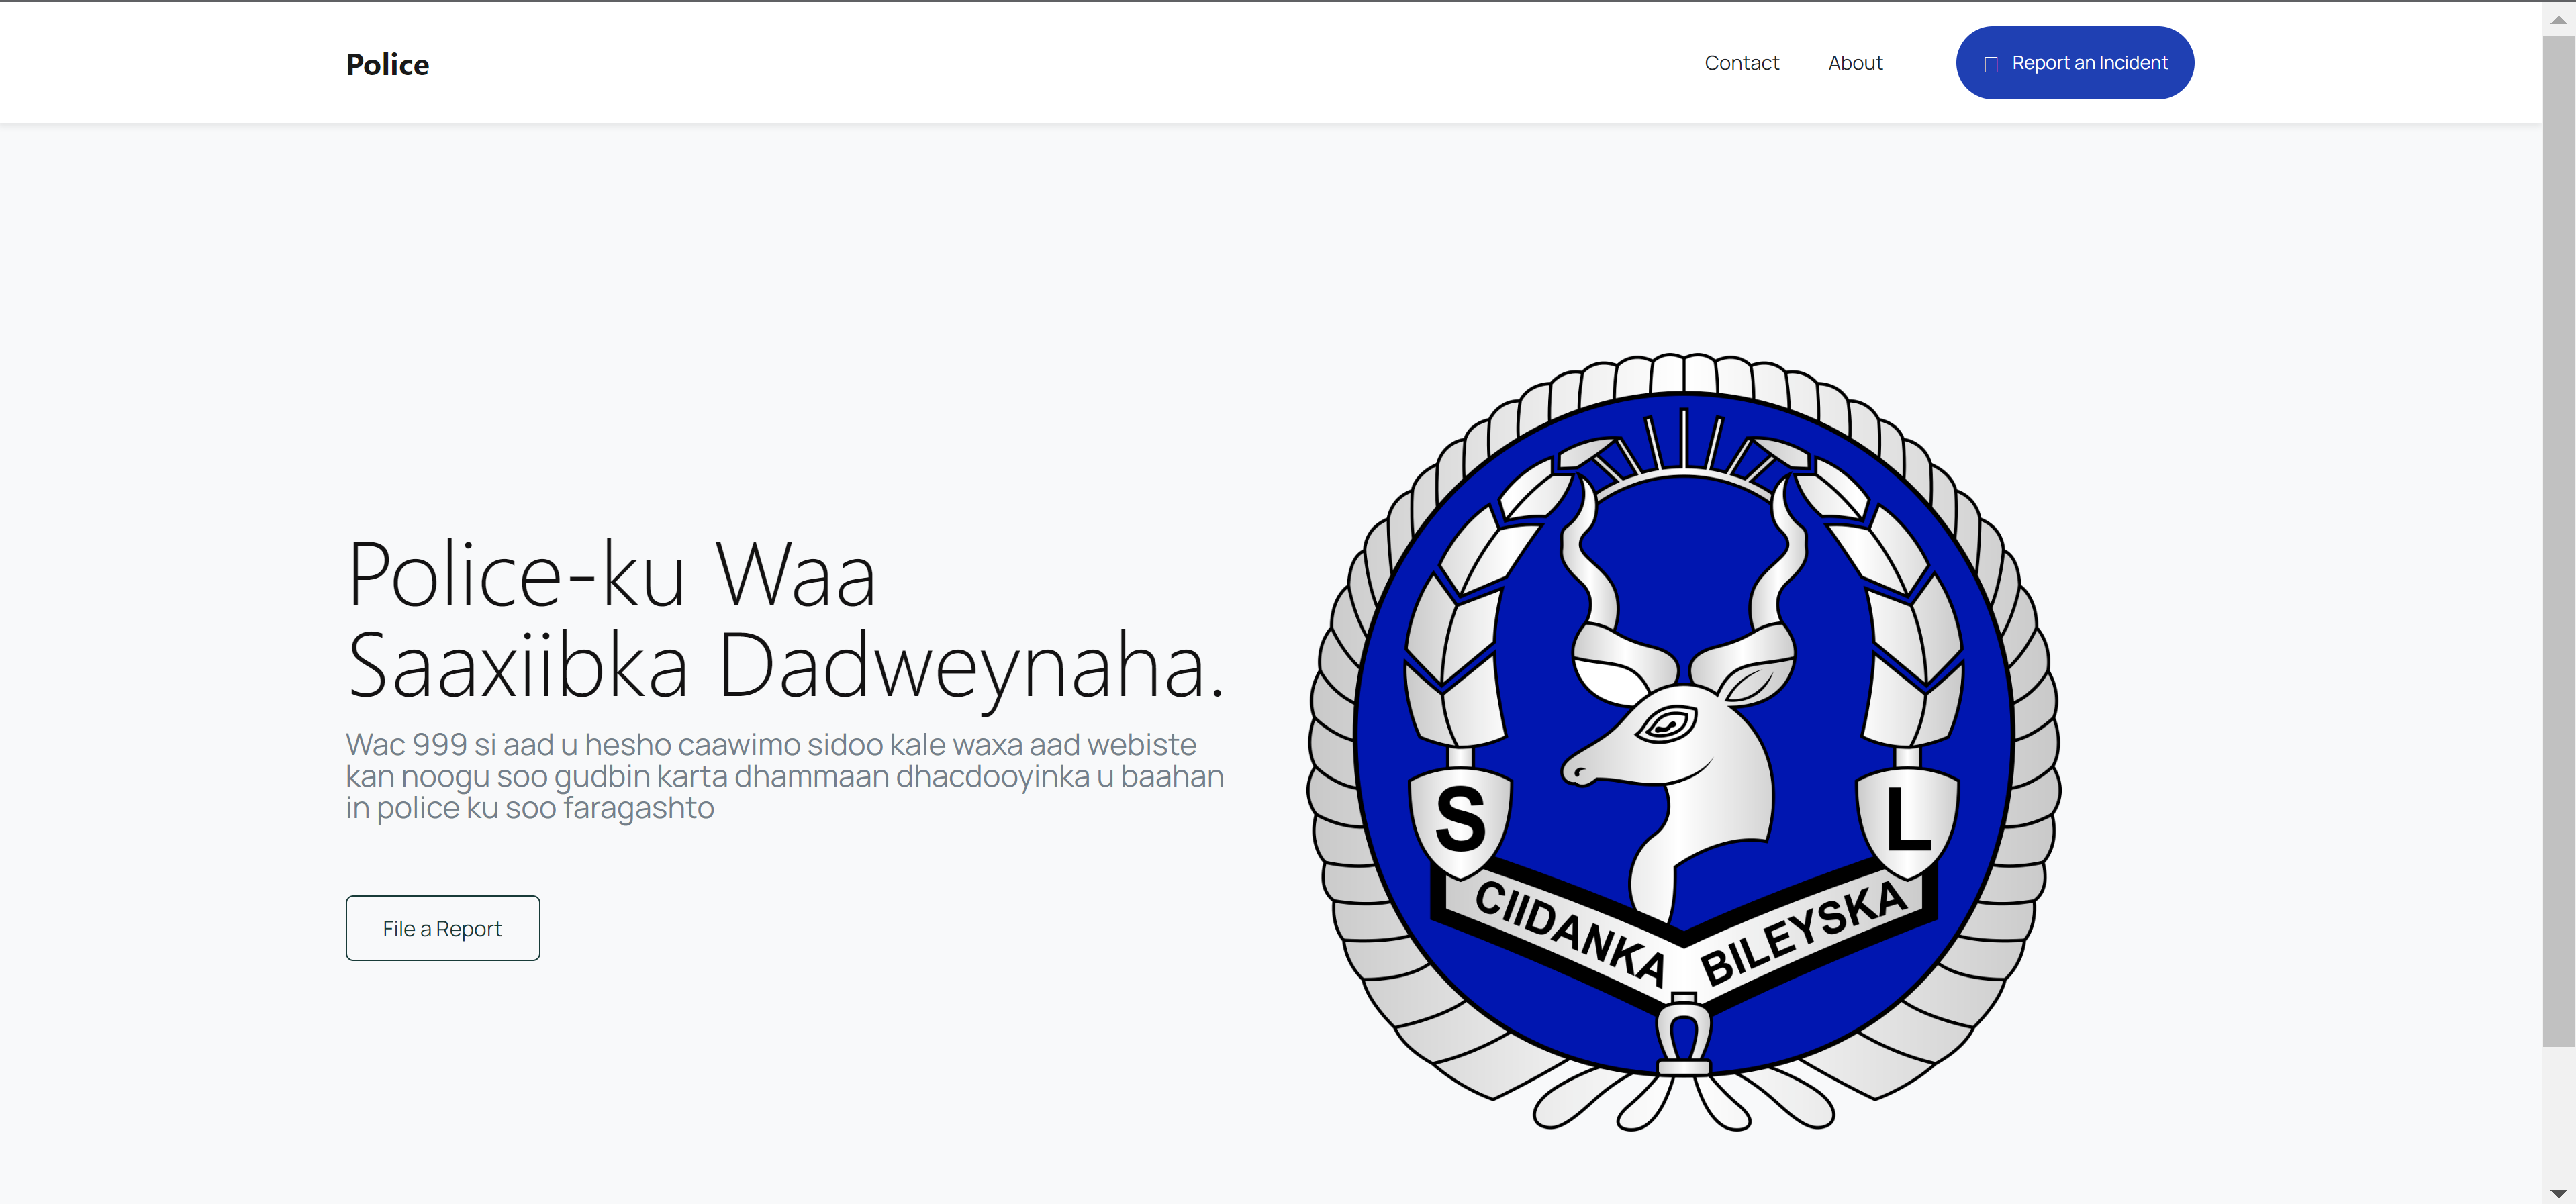 Police
Contact
About
Report an Incident
Police-ku Waa
Saaxiibka Dadweynaha.
Wac 999 si aad u hesho caawimo sidoo kale waxa aad webiste
kan noogu soo gudbin karta dhammaan dhacdooyinka u baahan
in police ku soo faragashto
File a Report
S
L
CIIDANKA BILEYSKA